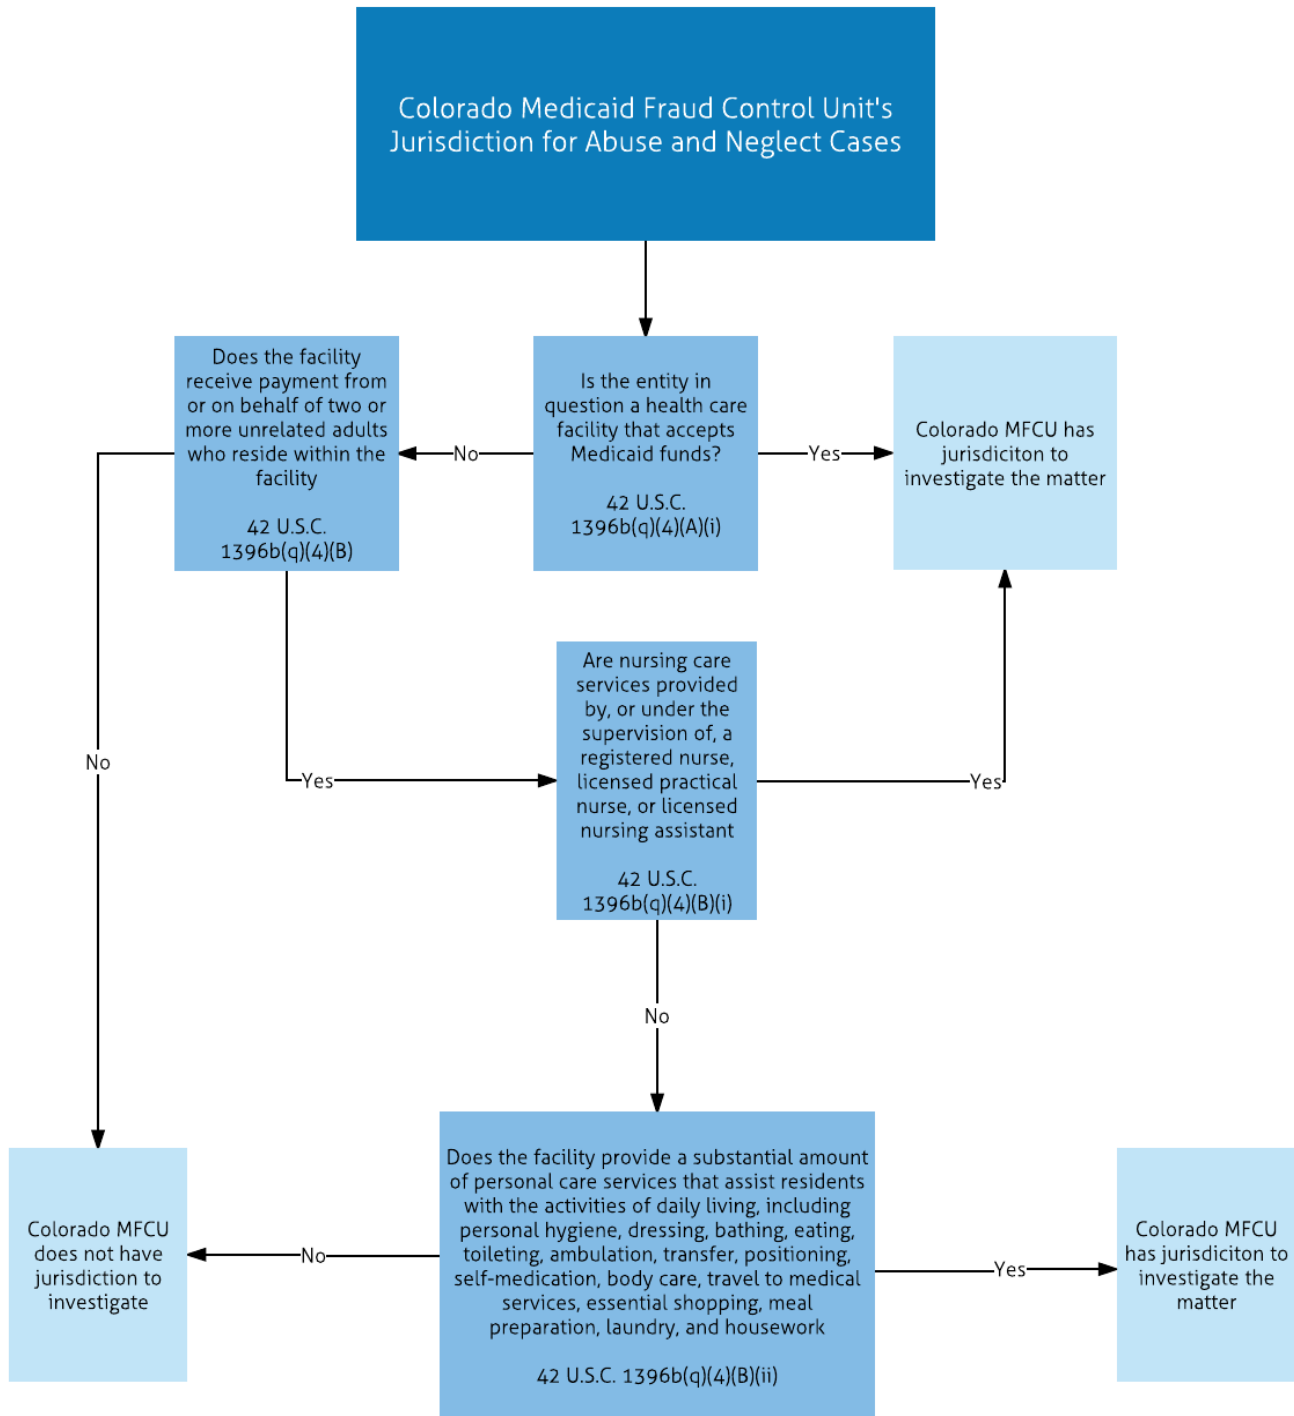 Colorado Medicaid Fraud Control Unit's
Jurisdiction for Abuse and Neglect Cases
Does the facility
receive payment from
or on behalf of two or
more unrelated adults
who reside within the
facility
42 U.S.C.
1396b(q)(4)(B)
No
Is the entity in
question a health care
facility that accepts
Medicaid funds?
42 U.S.C.
1396b(q)(4)(A)(i)
Yes
Colorado MFCU has
jurisdiciton to
investigate the matter
No
Yes
Are nursing care
services provided
by, or under the
supervision of, a
registered nurse,
licensed practical
nurse, or licensed
nursing assistant
42 U.S.C.
1396b(q)(4)(B)(i)
Yes
No
Colorado MFCU
does not have
jurisdiction to
investigate
No
Does the facility provide a substantial amount
of personal care services that assist residents
with the activities of daily living, including
personal hygiene, dressing, bathing, eating,
toileting, ambulation, transfer, positioning,
self-medication, body care, travel to medical
services, essential shopping, meal
preparation, laundry, and housework
42 U.S.C. 1396b(q)(4)(B)(ii)
Yes
Colorado MFCU
has jurisdiciton to
investigate the
matter